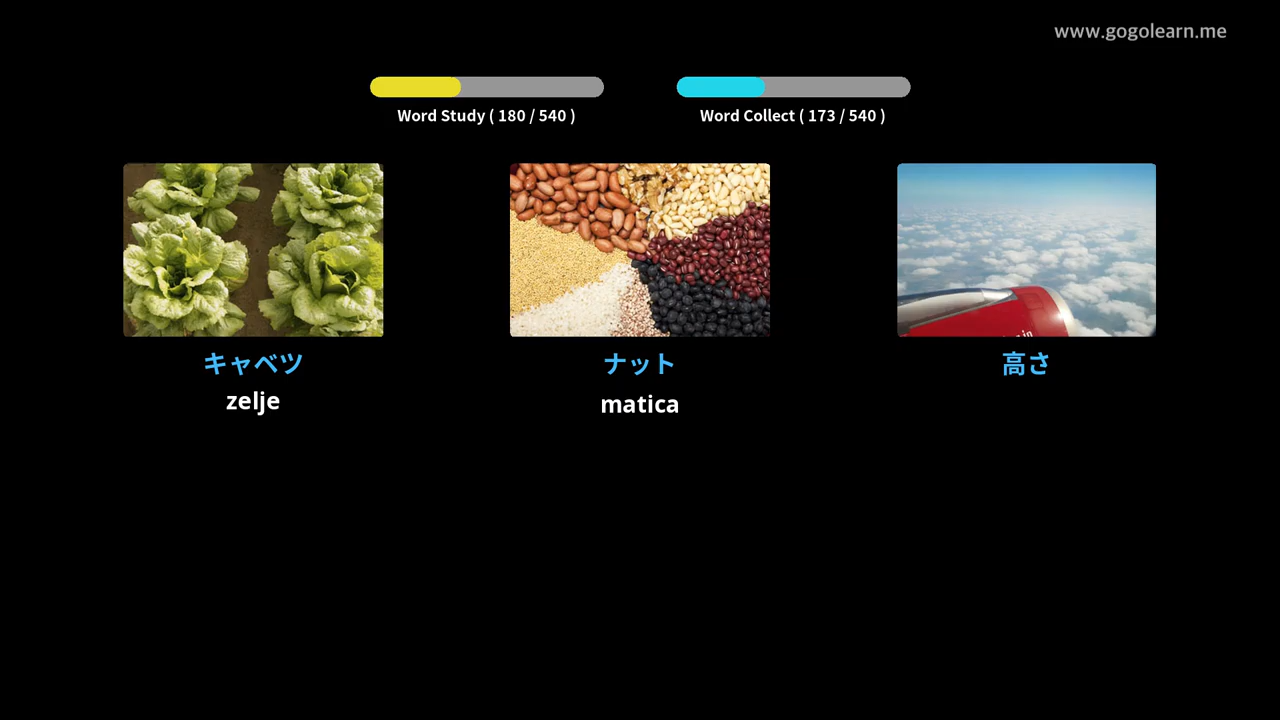 www.gogolearn.me
Word Study ( 180 / 540 )
Word Collect ( 173 / 540 )
キャベツ
zelje
ナット
matica
高さ